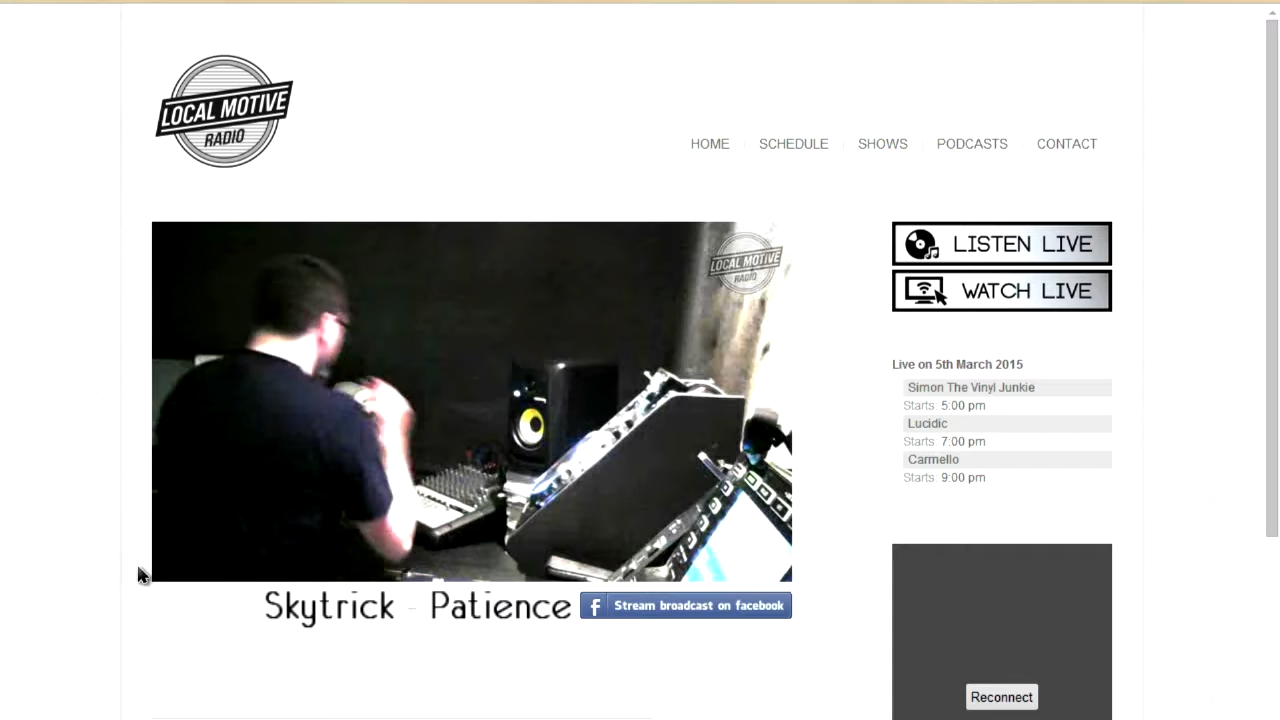 LOCAL MOTIVE
RADIO
HOME
SCHEDULE
SHOWS
PODCASTS
CONTACT
LOCAL MOTIVE
RADIO
LISTEN LIVE
WATCH LIVE
Live on 5th March 2015
Simon The Vinyl Junkie
Starts: 5:00 pm
Lucidic
Starts: 7:00 pm
Carmello
Starts: 9:00 pm
Skytrick - Patience
f Stream broadcast on facebook
Reconnect